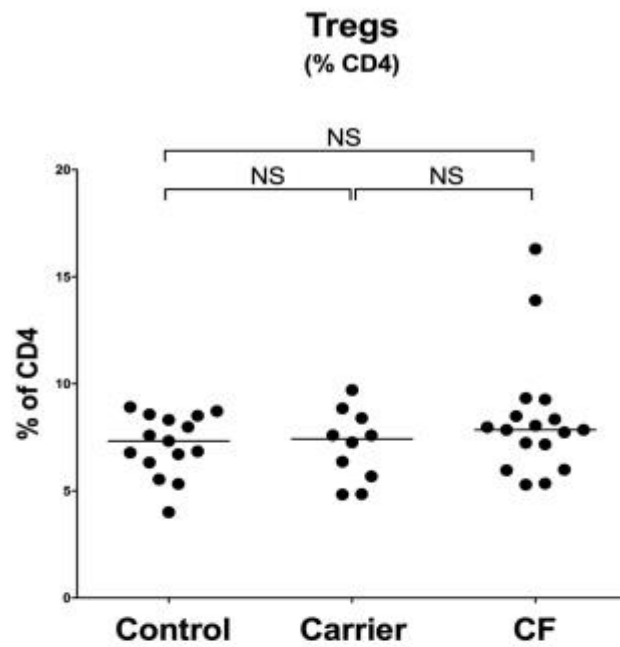 Tregs
(% CD4)
NS
NS NS
20
15
10
5
0
% of CD4
Control Carrier CF